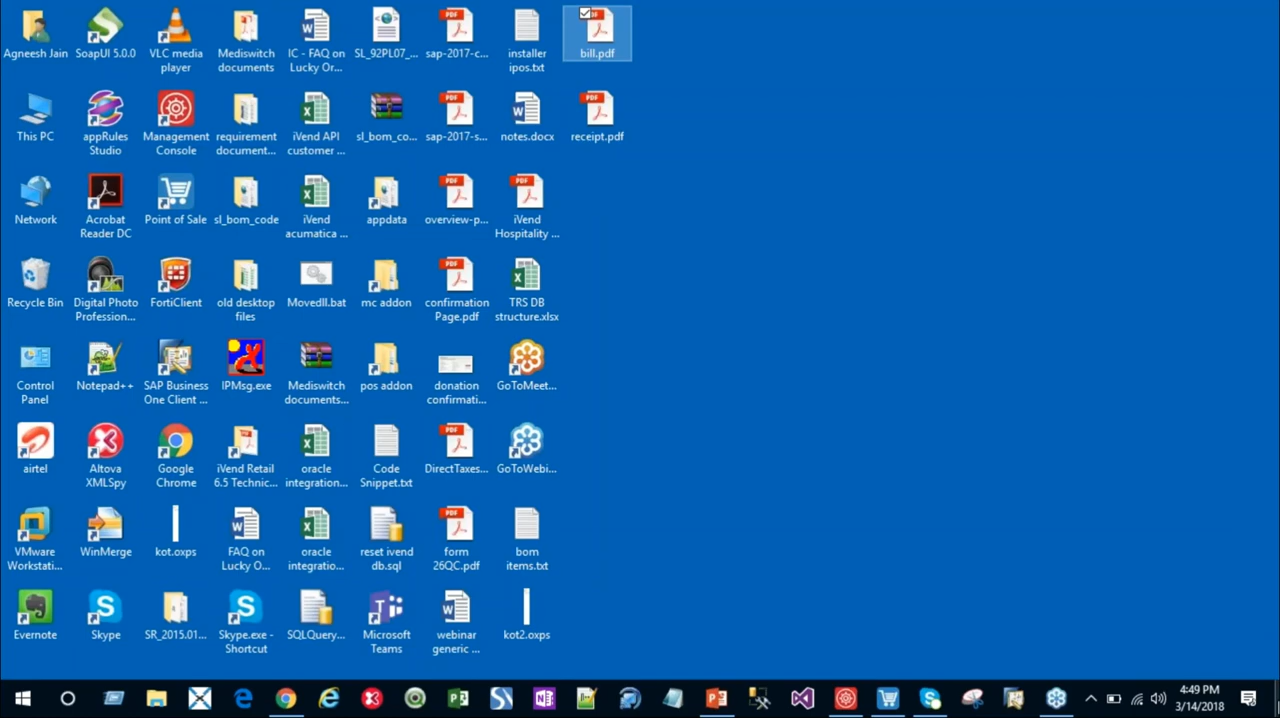 Agneesh Jain
SoapUI 5.0.0
VLC media
player
Mediswitch
documents
IC - FAQ on
Lucky Or...
SL_92PL07_...
sap-2017-c...
installer
ipos.txt
bill.pdf
This PC
appRules
Studio
Management
Console
requirement
document...
iVend API
customer ...
sl_bom_co...
sap-2017-s...
notes.docx
receipt.pdf
Network
Acrobat
Reader DC
Point of Sale
sl_bom_code
iVend
acumatica ...
appdata
overview-p...
iVend
Hospitality ...
Recycle Bin
Digital Photo
Profession...
FortiClient
old desktop
files
Movedll.bat
mc addon
confirmation
Page.pdf
TRS DB
structure.xlsx
Control
Panel
Notepad++
SAP Business
One Client ...
IPMsg.exe
Mediswitch
documents...
pos addon
donation
confirmati...
GoToMeet...
airtel
Altova
XMLSpy
Google
Chrome
iVend Retail
6.5 Technic...
oracle
integration...
Code
Snippet.txt
DirectTaxes...
GoToWebi...
VMware
Workstati...
WinMerge
kot.oxps
FAQ on
Lucky O...
oracle
integratio...
reset ivend
db.sql
form
26QC.pdf
bom
items.txt
Evernote
Skype
SR_2015.01...
Skype.exe -
Shortcut
SQLQuery...
Microsoft
Teams
webinar
generic ...
kot2.oxps
4:49 PM
3/14/2018